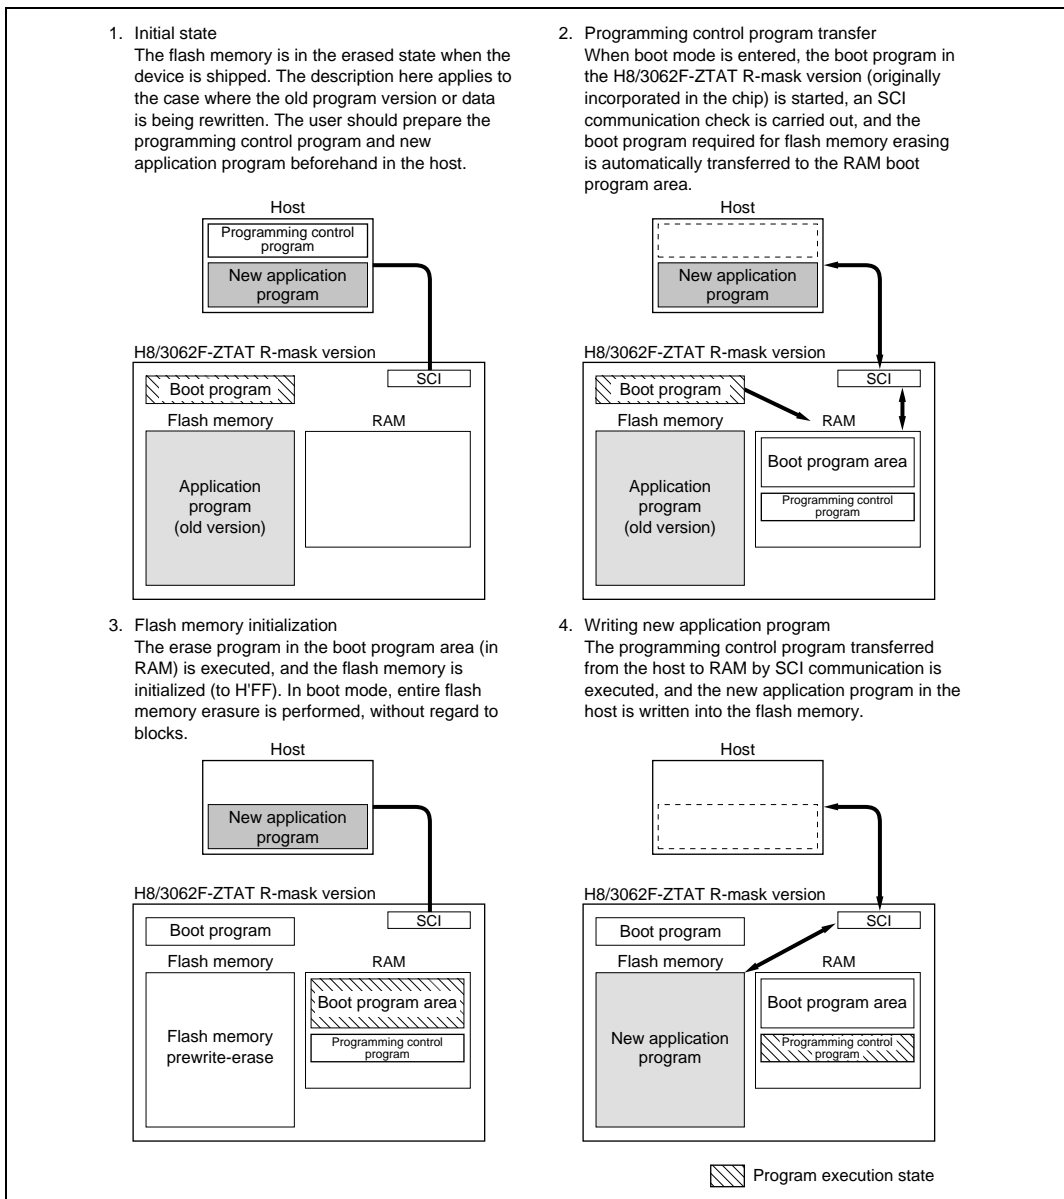 1. Initial state
The flash memory is in the erased state when the
device is shipped. The description here applies to
the case where the old program version or data
is being rewritten. The user should prepare the
programming control program and new
application program beforehand in the host.
Host
Programming control
program
New application
program
H8/3062F-ZTAT R-mask version
SCI
Boot program
Flash memory
RAM
Application
program
(old version)
2. Programming control program transfer
When boot mode is entered, the boot program in
the H8/3062F-ZTAT R-mask version (originally
incorporated in the chip) is started, an SCI
communication check is carried out, and the
boot program required for flash memory erasing
is automatically transferred to the RAM boot
program area.
Host
New application
program
H8/3062F-ZTAT R-mask version
SCI
Boot program
Flash memory
RAM
Application
program
(old version)
Boot program area
Programming control
program
3. Flash memory initialization
The erase program in the boot program area (in
RAM) is executed, and the flash memory is
initialized (to H'FF). In boot mode, entire flash
memory erasure is performed, without regard to
blocks.
Host
New application
program
H8/3062F-ZTAT R-mask version
SCI
Boot program
Flash memory
RAM
Flash memory
prewrite-erase
Boot program area
Programming control
program
4. Writing new application program
The programming control program transferred
from the host to RAM by SCI communication is
executed, and the new application program in the
host is written into the flash memory.
Host
H8/3062F-ZTAT R-mask version
SCI
Boot program
Flash memory
RAM
New application
program
Boot program area
Programming control
program
Program execution state